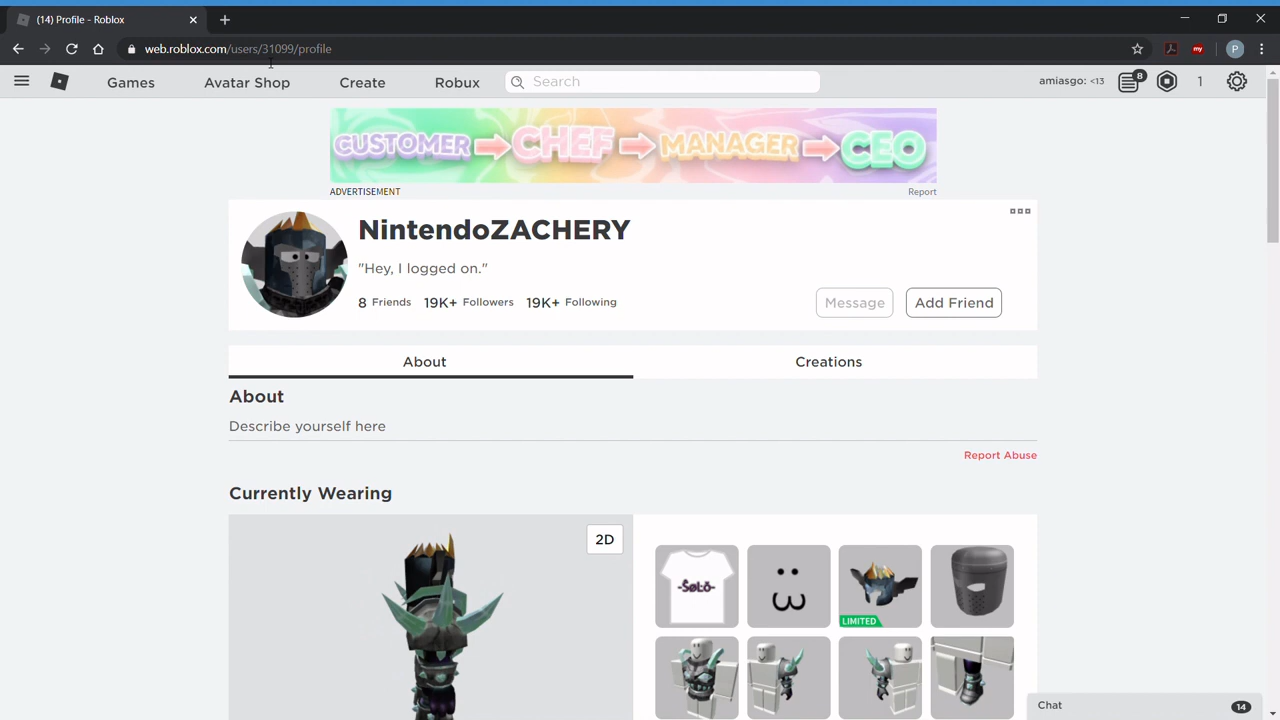 (14) Profile - Roblox
web.roblox.com/users/31099/profile
my
P
Games
Avatar Shop
Create
Robux
Search
amiasgo: <13
8
1
CUSTOMER CHEF MANAGER CEO
ADVERTISEMENT
Report
NintendoZACHERY
"Hey, I logged on."
8 Friends 19K+ Followers 19K+ Following
Message
Add Friend
About
Creations
About
Describe yourself here
Report Abuse
Currently Wearing
2D
-ŠøĿŏ-
LIMITED
Chat
14